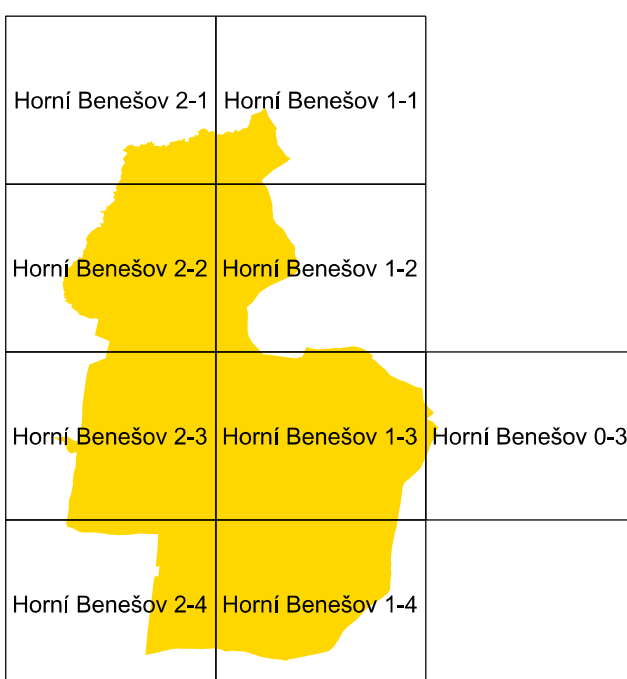 Horní Benešov 2-1
Horní Benešov 1-1
Horní Benešov 2-2
Horní Benešov 1-2
Horní Benešov 2-3
Horní Benešov 1-3
Horní Benešov 0-3
Horní Benešov 2-4
Horní Benešov 1-4